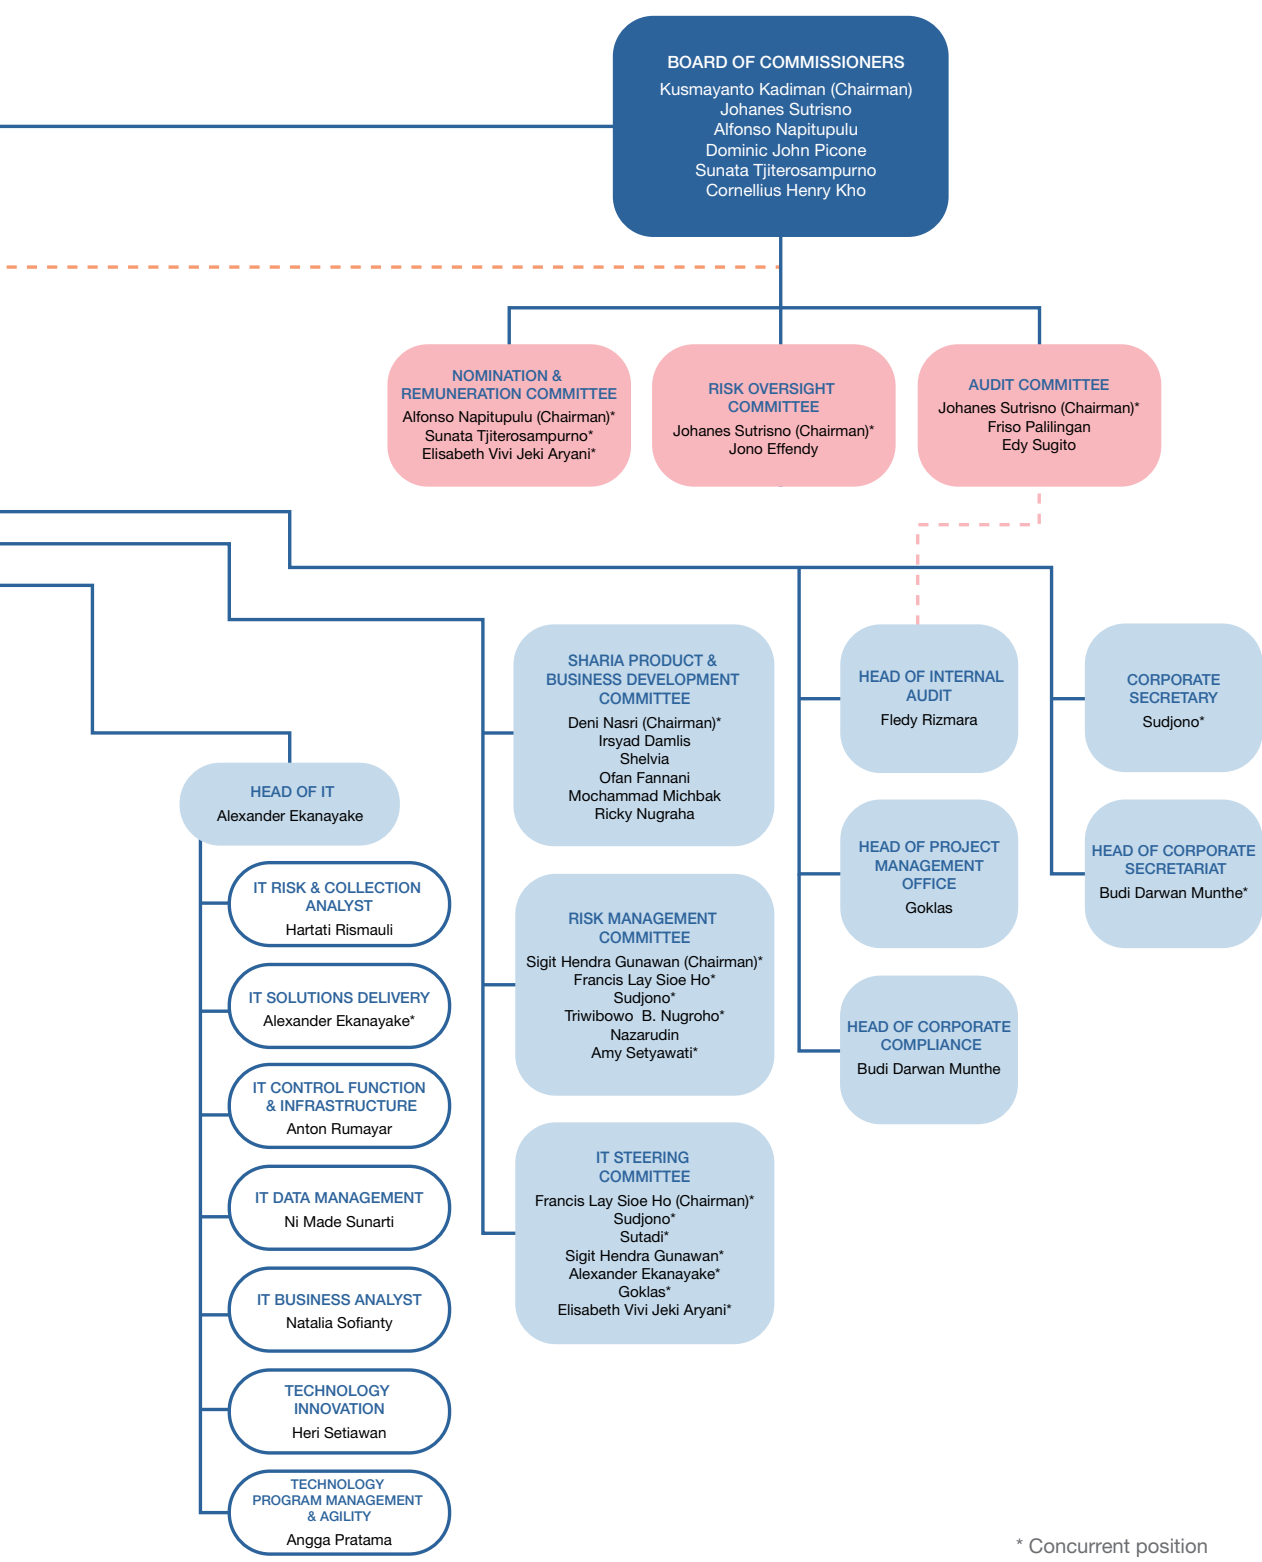 BOARD OF COMMISSIONERS
Kusmayanto Kadiman (Chairman)
Johanes Sutrisno
Alfonso Napitupulu
Dominic John Picone
Sunata Tjiterosampurno
Cornellius Henry Kho
NOMINATION &
REMUNERATION COMMITTEE
Alfonso Napitupulu (Chairman)*
Sunata Tjiterosampurno*
Elisabeth Vivi Jeki Aryani*
RISK OVERSIGHT
COMMITTEE
Johanes Sutrisno (Chairman)*
Jono Effendy
AUDIT COMMITTEE
Johanes Sutrisno (Chairman)*
Friso Palilingan
Edy Sugito
SHARIA PRODUCT &
BUSINESS DEVELOPMENT
COMMITTEE
Deni Nasri (Chairman)*
Irsyad Damlis
Shelvia
Ofan Fannani
Mochammad Michbak
Ricky Nugraha
HEAD OF INTERNAL
AUDIT
Fledy Rizmara
CORPORATE
SECRETARY
Sudjono*
HEAD OF IT
Alexander Ekanayake
HEAD OF PROJECT
MANAGEMENT
OFFICE
Goklas
HEAD OF CORPORATE
SECRETARIAT
Budi Darwan Munthe*
IT RISK & COLLECTION
ANALYST
Hartati Rismauli
IT SOLUTIONS DELIVERY
Alexander Ekanayake*
IT CONTROL FUNCTION
& INFRASTRUCTURE
Anton Rumayar
IT DATA MANAGEMENT
Ni Made Sunarti
IT BUSINESS ANALYST
Natalia Sofianty
TECHNOLOGY
INNOVATION
Heri Setiawan
TECHNOLOGY
PROGRAM MANAGEMENT
& AGILITY
Angga Pratama
RISK MANAGEMENT
COMMITTEE
Sigit Hendra Gunawan (Chairman)*
Francis Lay Sioe Ho*
Sudjono*
Triwibowo  B. Nugroho*
Nazarudin
Amy Setyawati*
HEAD OF CORPORATE
COMPLIANCE
Budi Darwan Munthe
IT STEERING
COMMITTEE
Francis Lay Sioe Ho (Chairman)*
Sudjono*
Sutadi*
Sigit Hendra Gunawan*
Alexander Ekanayake*
Goklas*
Elisabeth Vivi Jeki Aryani*
* Concurrent position